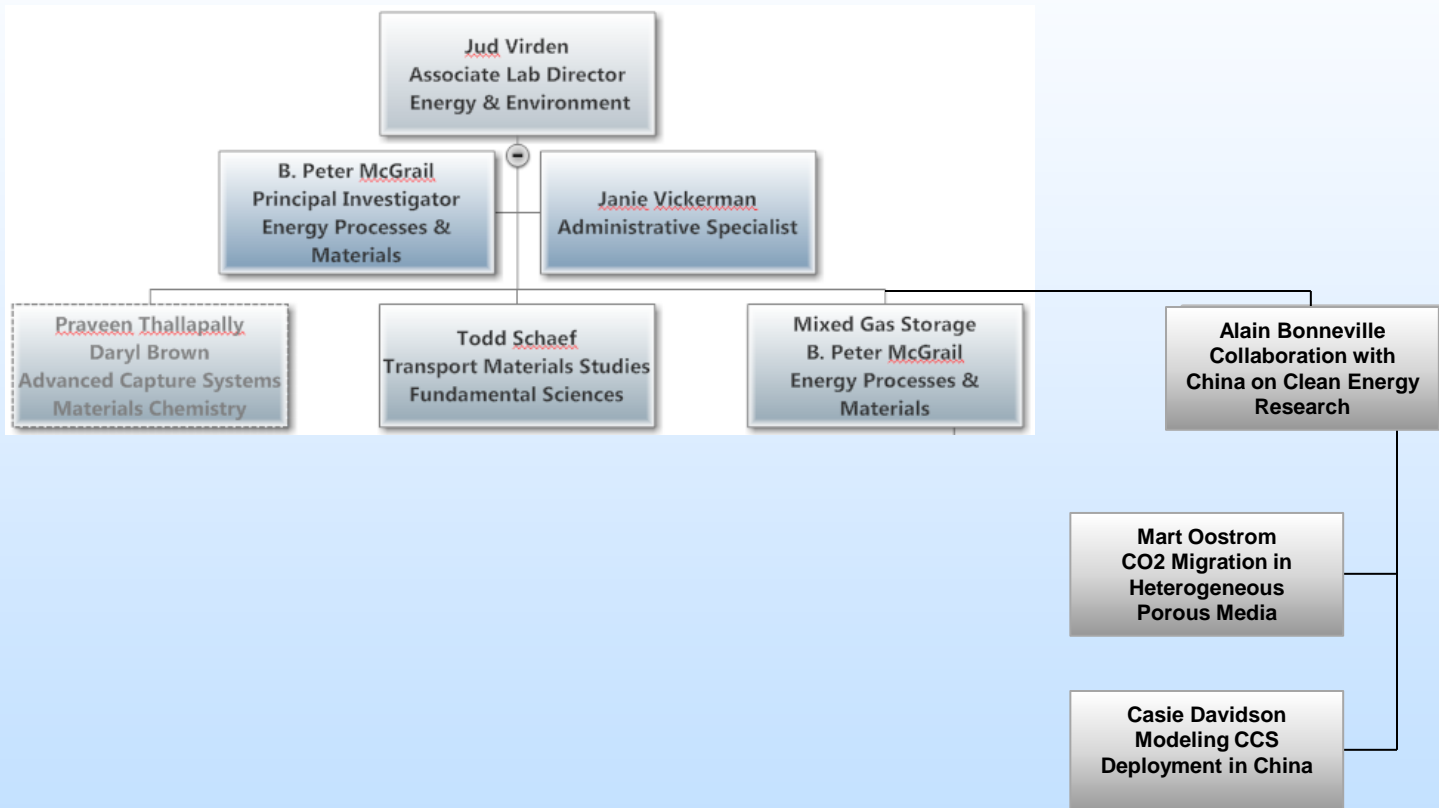 Jud Virden
Associate Lab Director
Energy & Environment
B. Peter McGrail
Principal Investigator
Energy Processes &
Materials
Janie Vickerman
Administrative Specialist
Praveen Thallapally
Daryl Brown
Advanced Capture Systems
Materials Chemistry
Todd Schaef
Transport Materials Studies
Fundamental Sciences
Mixed Gas Storage
B. Peter McGrail
Energy Processes &
Materials
Alain Bonneville
Collaboration with
China on Clean Energy
Research
Mart Oostrom
CO2 Migration in
Heterogeneous
Porous Media
Casie Davidson
Modeling CCS
Deployment in China